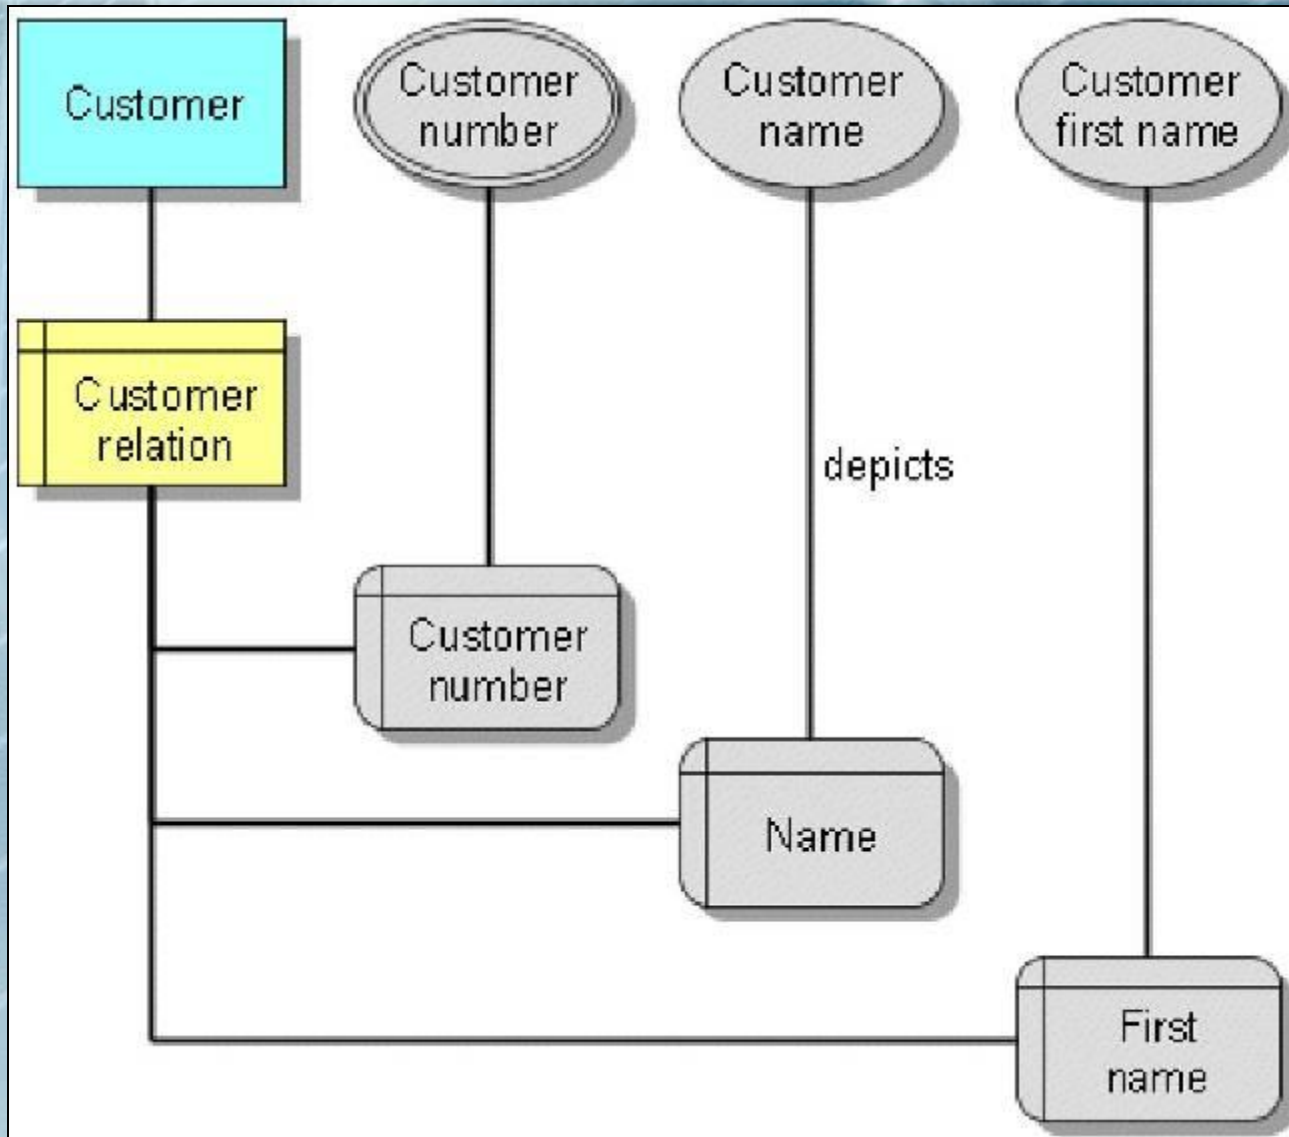 Customer
Customer
number
Customer
name
Customer
first name
Customer
relation
depicts
Customer
number
Name
First
name